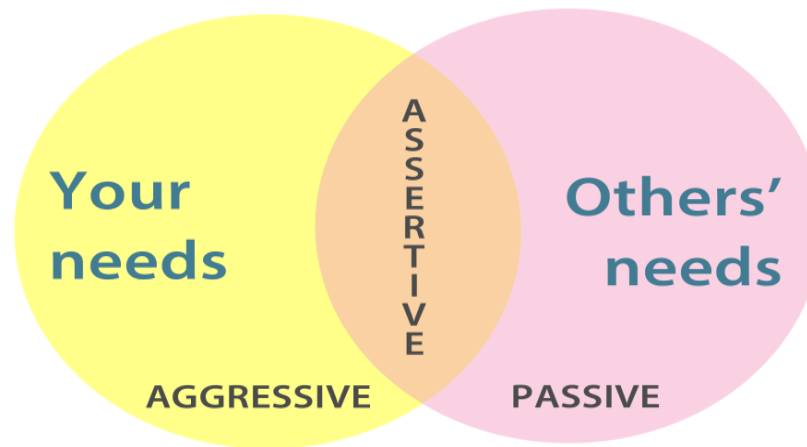 Your
needs
ASSERTIVE
Others’
needs
AGGRESSIVE
PASSIVE